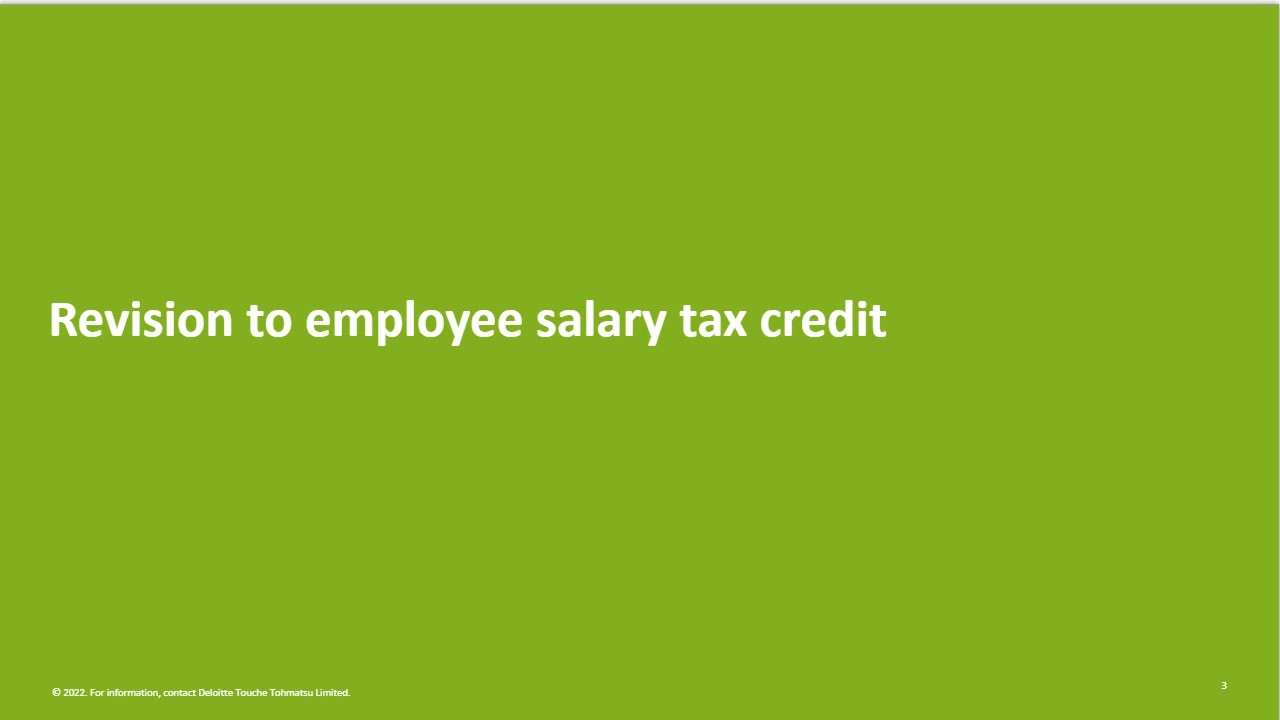 Revision to employee salary tax credit
© 2022. For information, contact Deloitte Touche Tohmatsu Limited.
3